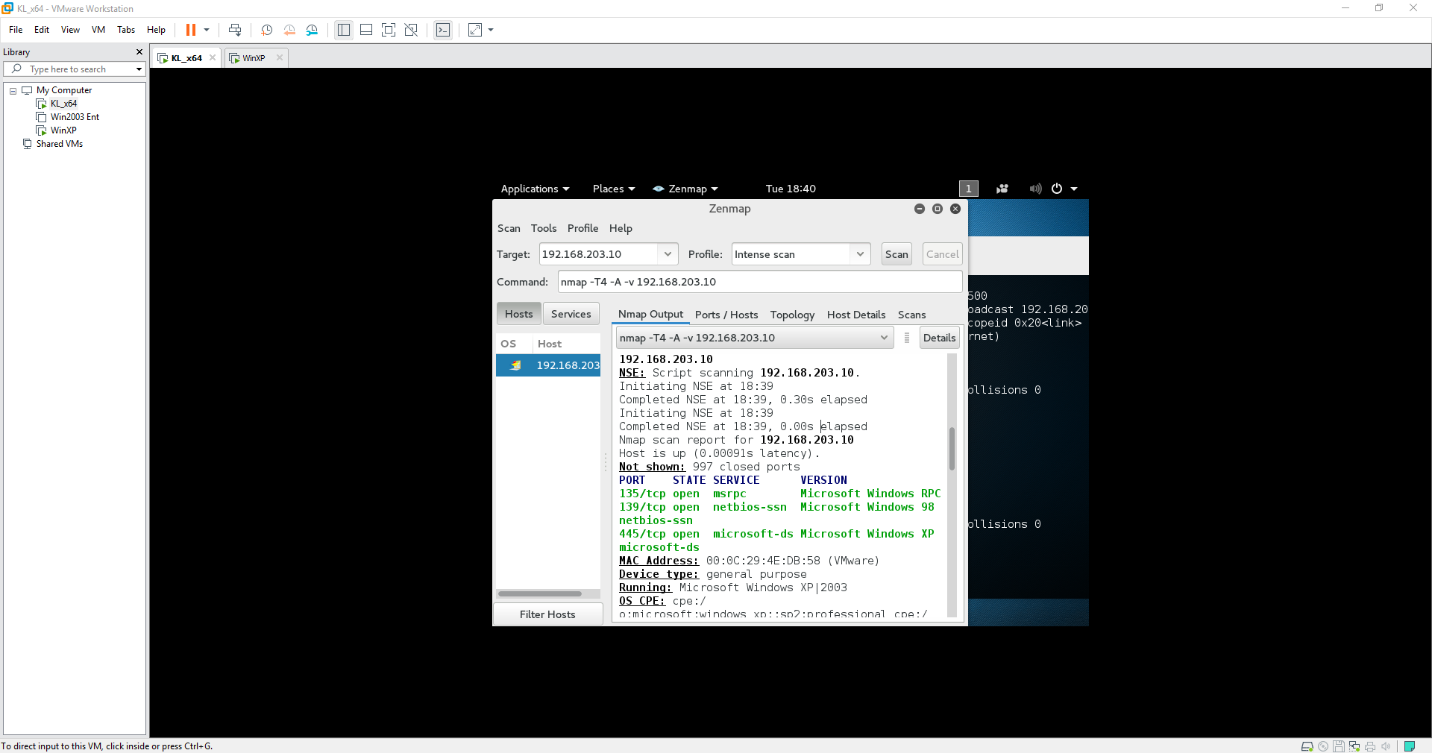 KL_x64 - VMware Workstation
File Edit View VM Tabs Help
Library
Type here to search
My Computer
KL_x64
Win2003 Ent
WinXP
Shared VMs
KL_x64
WinXP
Applications Places Zenmap Tue 18:40 1
Zenmap
Scan Tools Profile Help
Target: 192.168.203.10 Profile: Intense scan Scan Cancel
Command: nmap -T4 -A -v 192.168.203.10
Hosts Services
OS Host
192.168.203
Filter Hosts
Nmap Output Ports / Hosts Topology Host Details Scans
nmap -T4 -A -v 192.168.203.10 Details
192.168.203.10
NSE: Script scanning 192.168.203.10.
Initiating NSE at 18:39
Completed NSE at 18:39, 0.30s elapsed
Initiating NSE at 18:39
Completed NSE at 18:39, 0.00s elapsed
Nmap scan report for 192.168.203.10
Host is up (0.00091s latency).
Not shown: 997 closed ports
PORT STATE SERVICE VERSION
135/tcp open msrpc Microsoft Windows RPC
139/tcp open netbios-ssn Microsoft Windows 98
netbios-ssn
445/tcp open microsoft-ds Microsoft Windows XP
microsoft-ds
MAC Address: 00:0C:29:4E:DB:58 (VMware)
Device type: general purpose
Running: Microsoft Windows XP|2003
OS CPE: cpe:/
o:microsoft:windows_xp::sp2:professional cpe:/
500
oadcast 192.168.20
copeid 0x20<link>
rnet)
ollisions 0
ollisions 0
To direct input to this VM, click inside or press Ctrl+G.